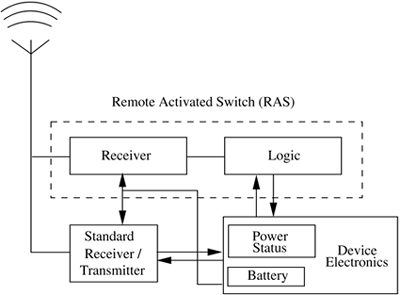 Remote Activated Switch (RAS)
Receiver
Logic
Standard
Receiver /
Transmitter
Power
Status
Device
Electronics
Battery